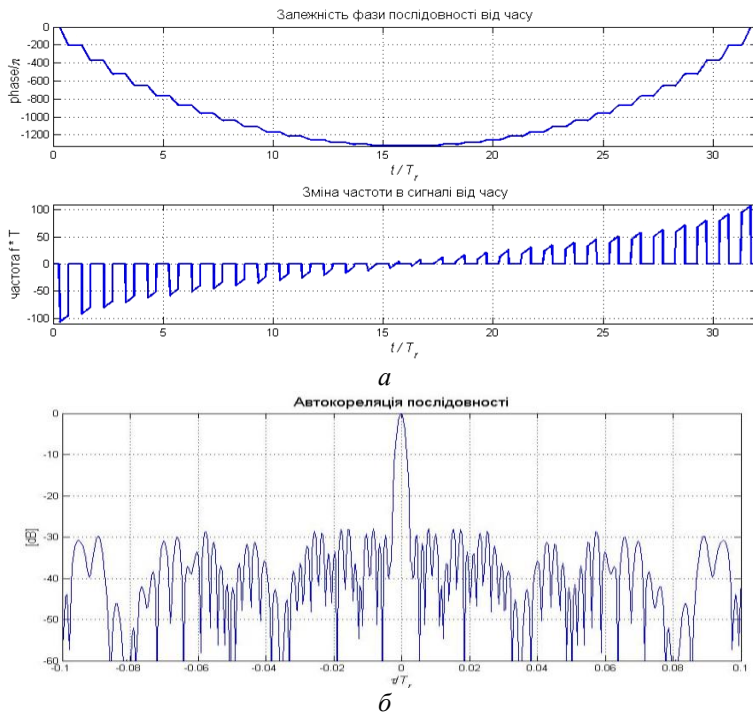 Залежність фази послідовності від часу
phase/π
0
-200
-400
-600
-800
-1000
-1200
0 5 10 15 20 25 30
t / T_r
Зміна частоти в сигналі від часу
частота f * T
100
50
0
-50
-100
0 5 10 15 20 25 30
t / T_r
а
Автокореляція послідовності
[dB]
0
-10
-20
-30
-40
-50
-60
-0.1 -0.08 -0.06 -0.04 -0.02 0 0.02 0.04 0.06 0.08 0.1
τ/T_r
б